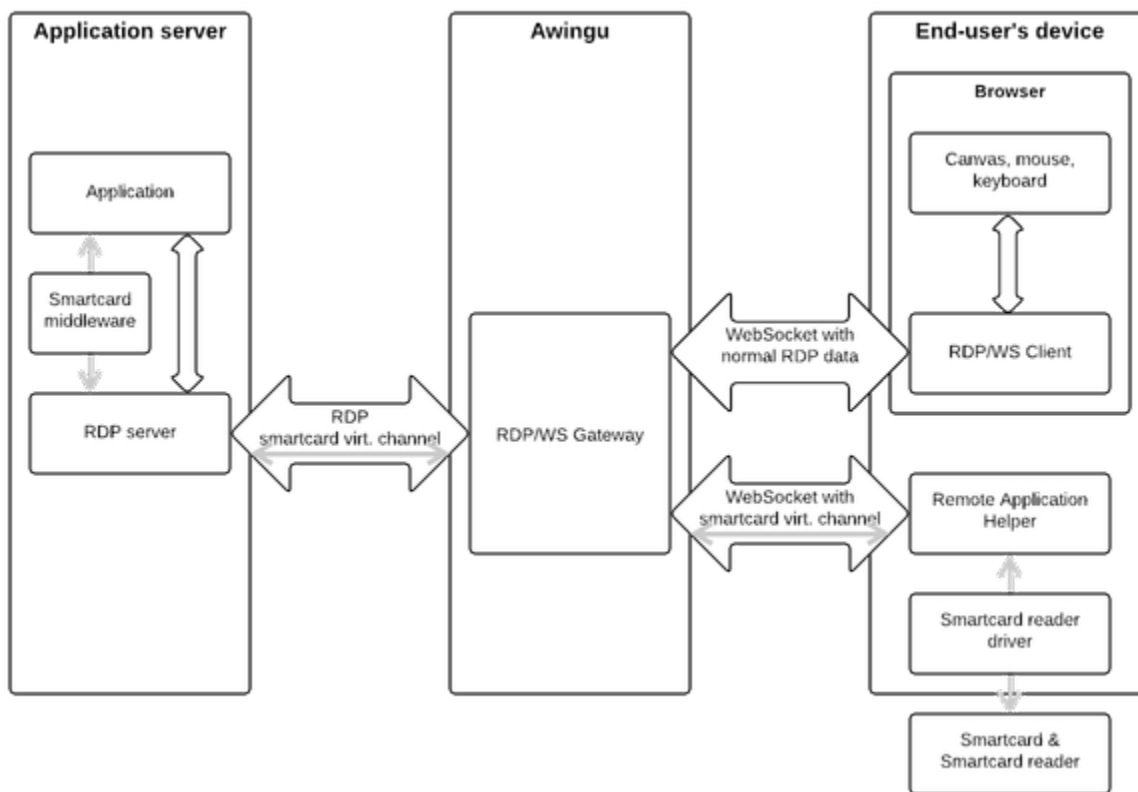 Application server
Application
Smartcard
middleware
RDP server
RDP
smartcard virt. channel
Awingu
RDP/WS Gateway
WebSocket with
normal RDP data
WebSocket with
smartcard virt. channel
End-user's device
Browser
Canvas, mouse,
keyboard
RDP/WS Client
Remote Application
Helper
Smartcard reader
driver
Smartcard &
Smartcard reader